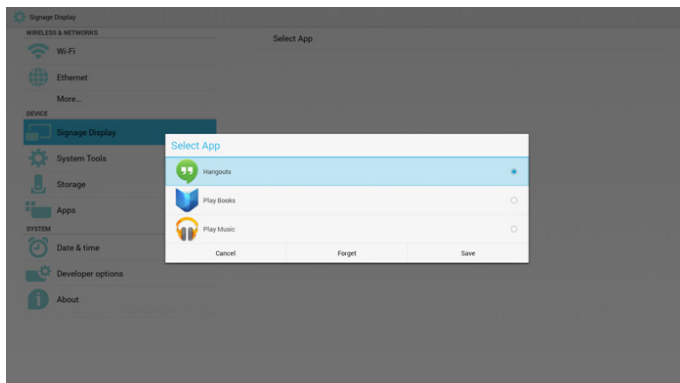 Signage Display
WIRELESS & NETWORKS
Select App
Wi-Fi
Ethernet
More...
DEVICE
Signage Display
System Tools
Storage
Apps
SYSTEM
Date & time
Developer options
About
Select App
Hangouts
Play Books
Play Music
Cancel Forget Save